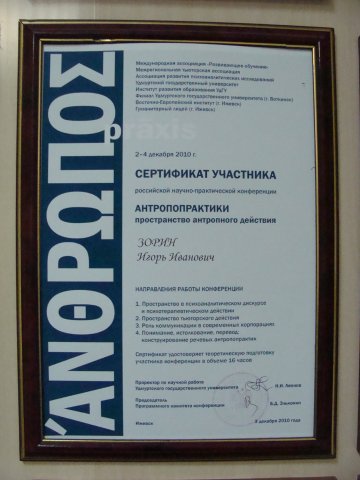 Международная ассоциация «Развивающее обучение»
Межрегиональная тьюторская ассоциация
Ассоциация развития психоаналитических исследований
Удмуртский государственный университет
Институт развития образования УдГУ
Филиал Удмуртского государственного университета (г. Воткинск)
Восточно-Европейский институт (г. Ижевск)
Гуманитарный лицей (г. Ижевск)
ἌΝΘΡΩΠΟΣ
praxis
2-4 декабря 2010 г.
СЕРТИФИКАТ УЧАСТНИКА
российской научно-практической конференции
АНТРОПОПРАКТИКИ
пространство антропного действия
ЗОРИН
Игорь Иванович
НАПРАВЛЕНИЯ РАБОТЫ КОНФЕРЕНЦИИ
1. Пространство в психоаналитическом дискурсе
и психотерапевтическом действии
2. Пространство тьюторского действия
3. Роль коммуникации в современных корпорациях
4. Понимание, истолкование, перевод:
конструирование речевых антропопрактик
Сертификат удостоверяет теоретическую подготовку
участника конференции в объеме 16 часов
Проректор по научной работе
Удмуртского государственного университета
Н.И. Леонов
Председатель
Программного комитета конференции
Ижевск
3 декабря 2010 года